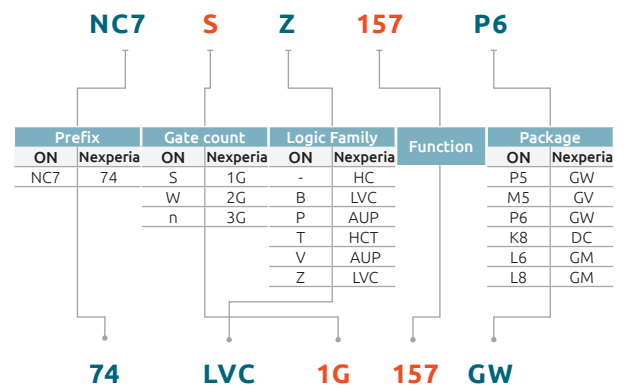 NC7 S Z 157 P6
Prefix Gate count Logic Family Function Package
ON Nexperia ON Nexperia ON Nexperia ON Nexperia
NC7 74 S 1G - HC P5 GW
W 2G B LVC M5 GV
n 3G P AUP P6 GW
T HCT K8 DC
V AUP L6 GM
Z LVC L8 GM
74 LVC 1G 157 GW